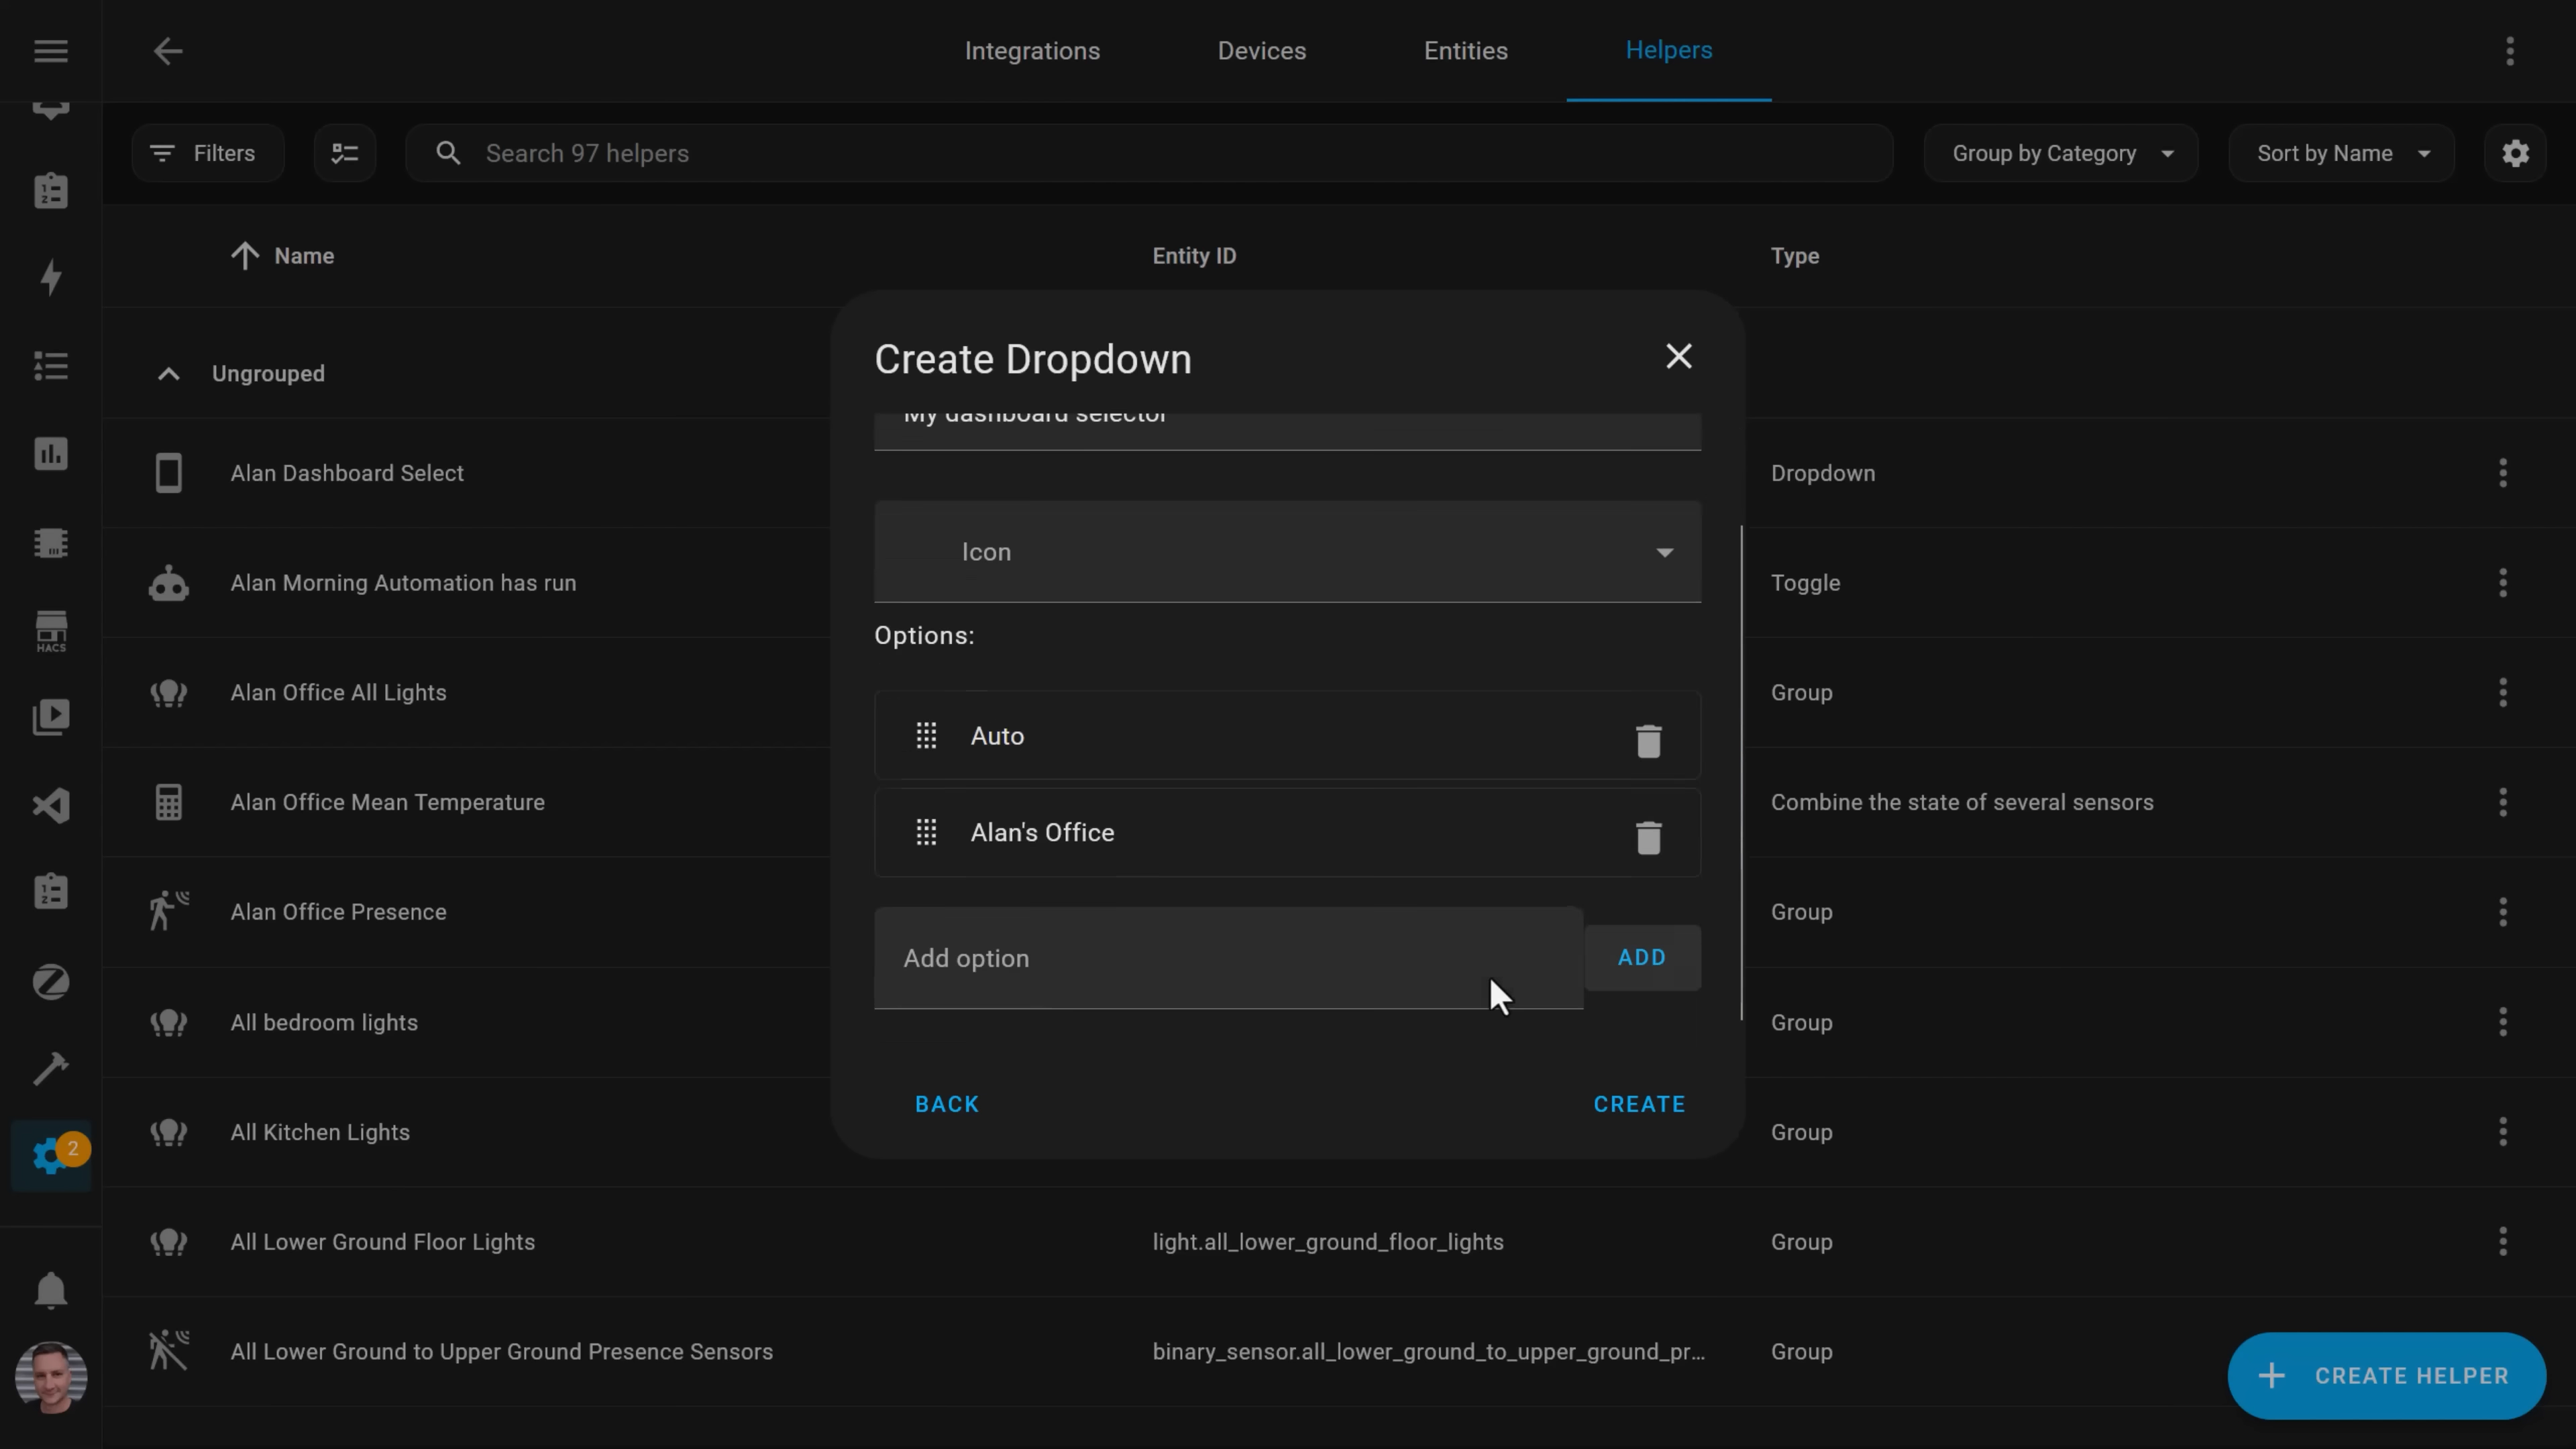 Integrations
Devices
Entities
Helpers
Filters
Search 97 helpers
Group by Category
Sort by Name
Name
Entity ID
Type
Ungrouped
Alan Dashboard Select
Dropdown
Alan Morning Automation has run
Toggle
Alan Office All Lights
Group
Alan Office Mean Temperature
Combine the state of several sensors
Alan Office Presence
Group
All bedroom lights
Group
All Kitchen Lights
Group
All Lower Ground Floor Lights
light.all_lower_ground_floor_lights
Group
All Lower Ground to Upper Ground Presence Sensors
binary_sensor.all_lower_ground_to_upper_ground_pr...
Group
Create Dropdown
My dashboard selector
Icon
Options:
Auto
Alan's Office
Add option
ADD
BACK
CREATE
HACS
2
CREATE HELPER